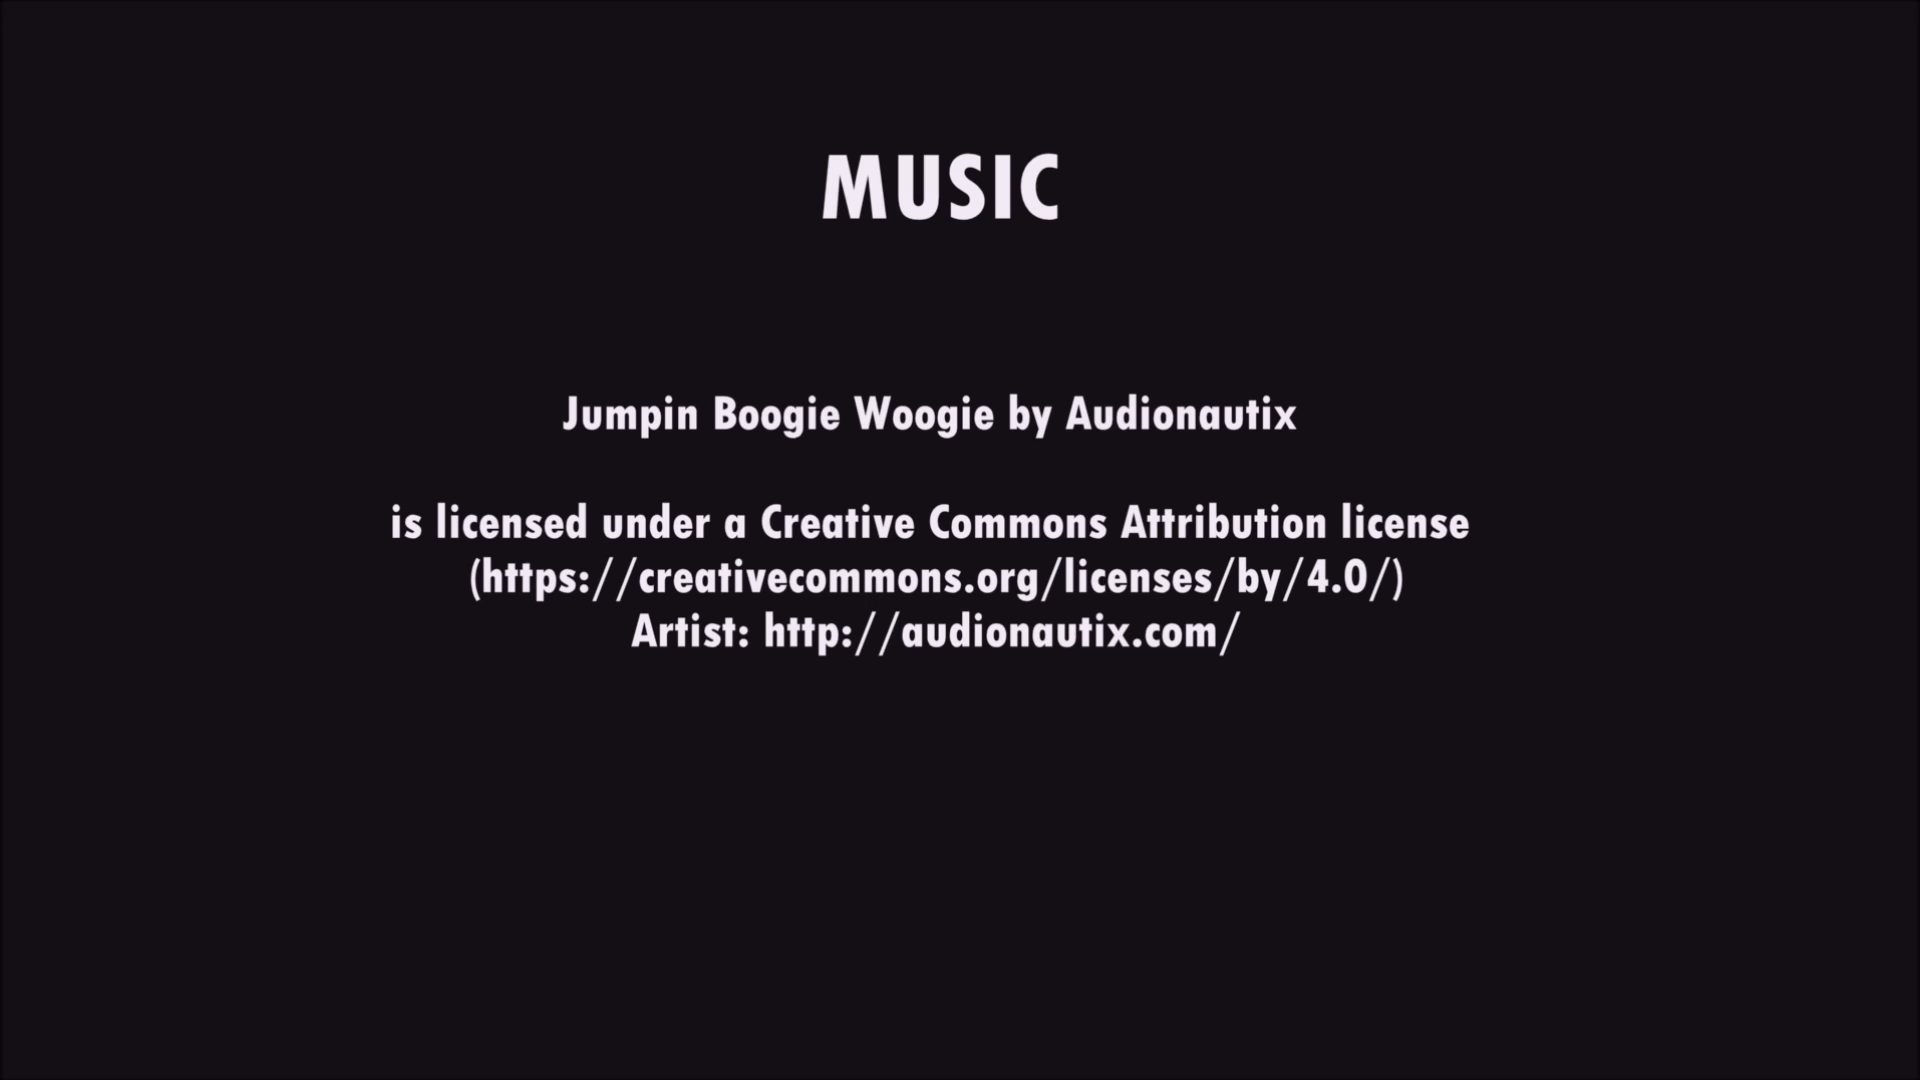 MUSIC
Jumpin Boogie Woogie by Audionautix
is licensed under a Creative Commons Attribution license
(https://creativecommons.org/licenses/by/4.0/)
Artist: http://audionautix.com/